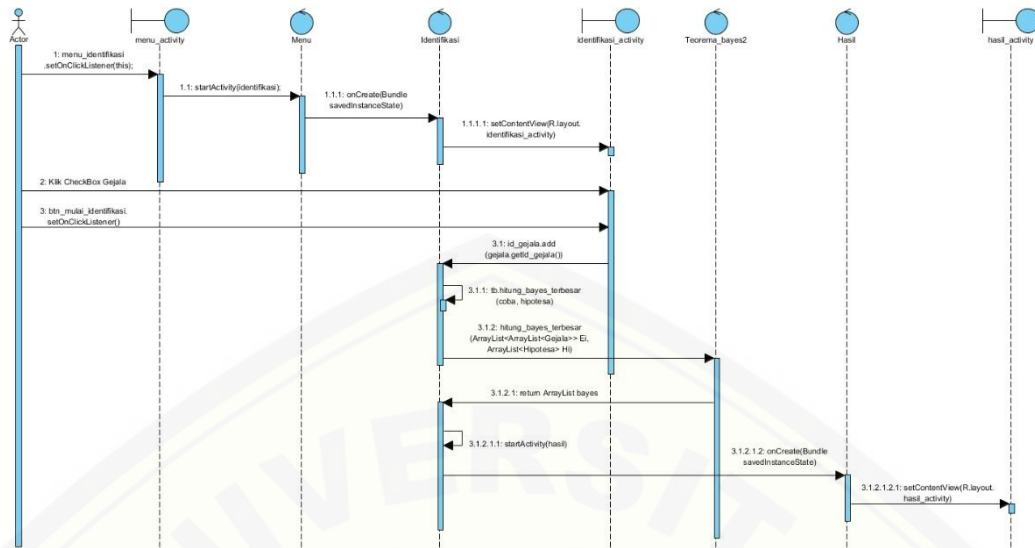 Actor
menu_activity
Menu
Identifikasi
identifikasi_activity
Teorema_bayes2
Hasil
hasil_activity
1: menu_identifikasi
.setOnClickListener(this);
1.1: startActivity(identifikasi);
1.1.1: onCreate(Bundle
savedInstanceState)
1.1.1.1: setContentView(R.layout.
identifikasi_activity)
2: Klik CheckBox Gejala
3: btn_mulai_identifikasi.
setOnClickListener()
3.1: id_gejala.add
(gejala.getId_gejala())
3.1.1: tb.hitung_bayes_terbesar
(coba, hipotesa)
3.1.2: hitung_bayes_terbesar
(ArrayList<ArrayList<Gejala>> Ei,
ArrayList<Hipotesa> Hi)
3.1.2.1: return ArrayList bayes
3.1.2.1.1: startActivity(hasil)
3.1.2.1.2: onCreate(Bundle
savedInstanceState)
3.1.2.1.2.1: setContentView(R.layout.
hasil_activity)
IVERSIT